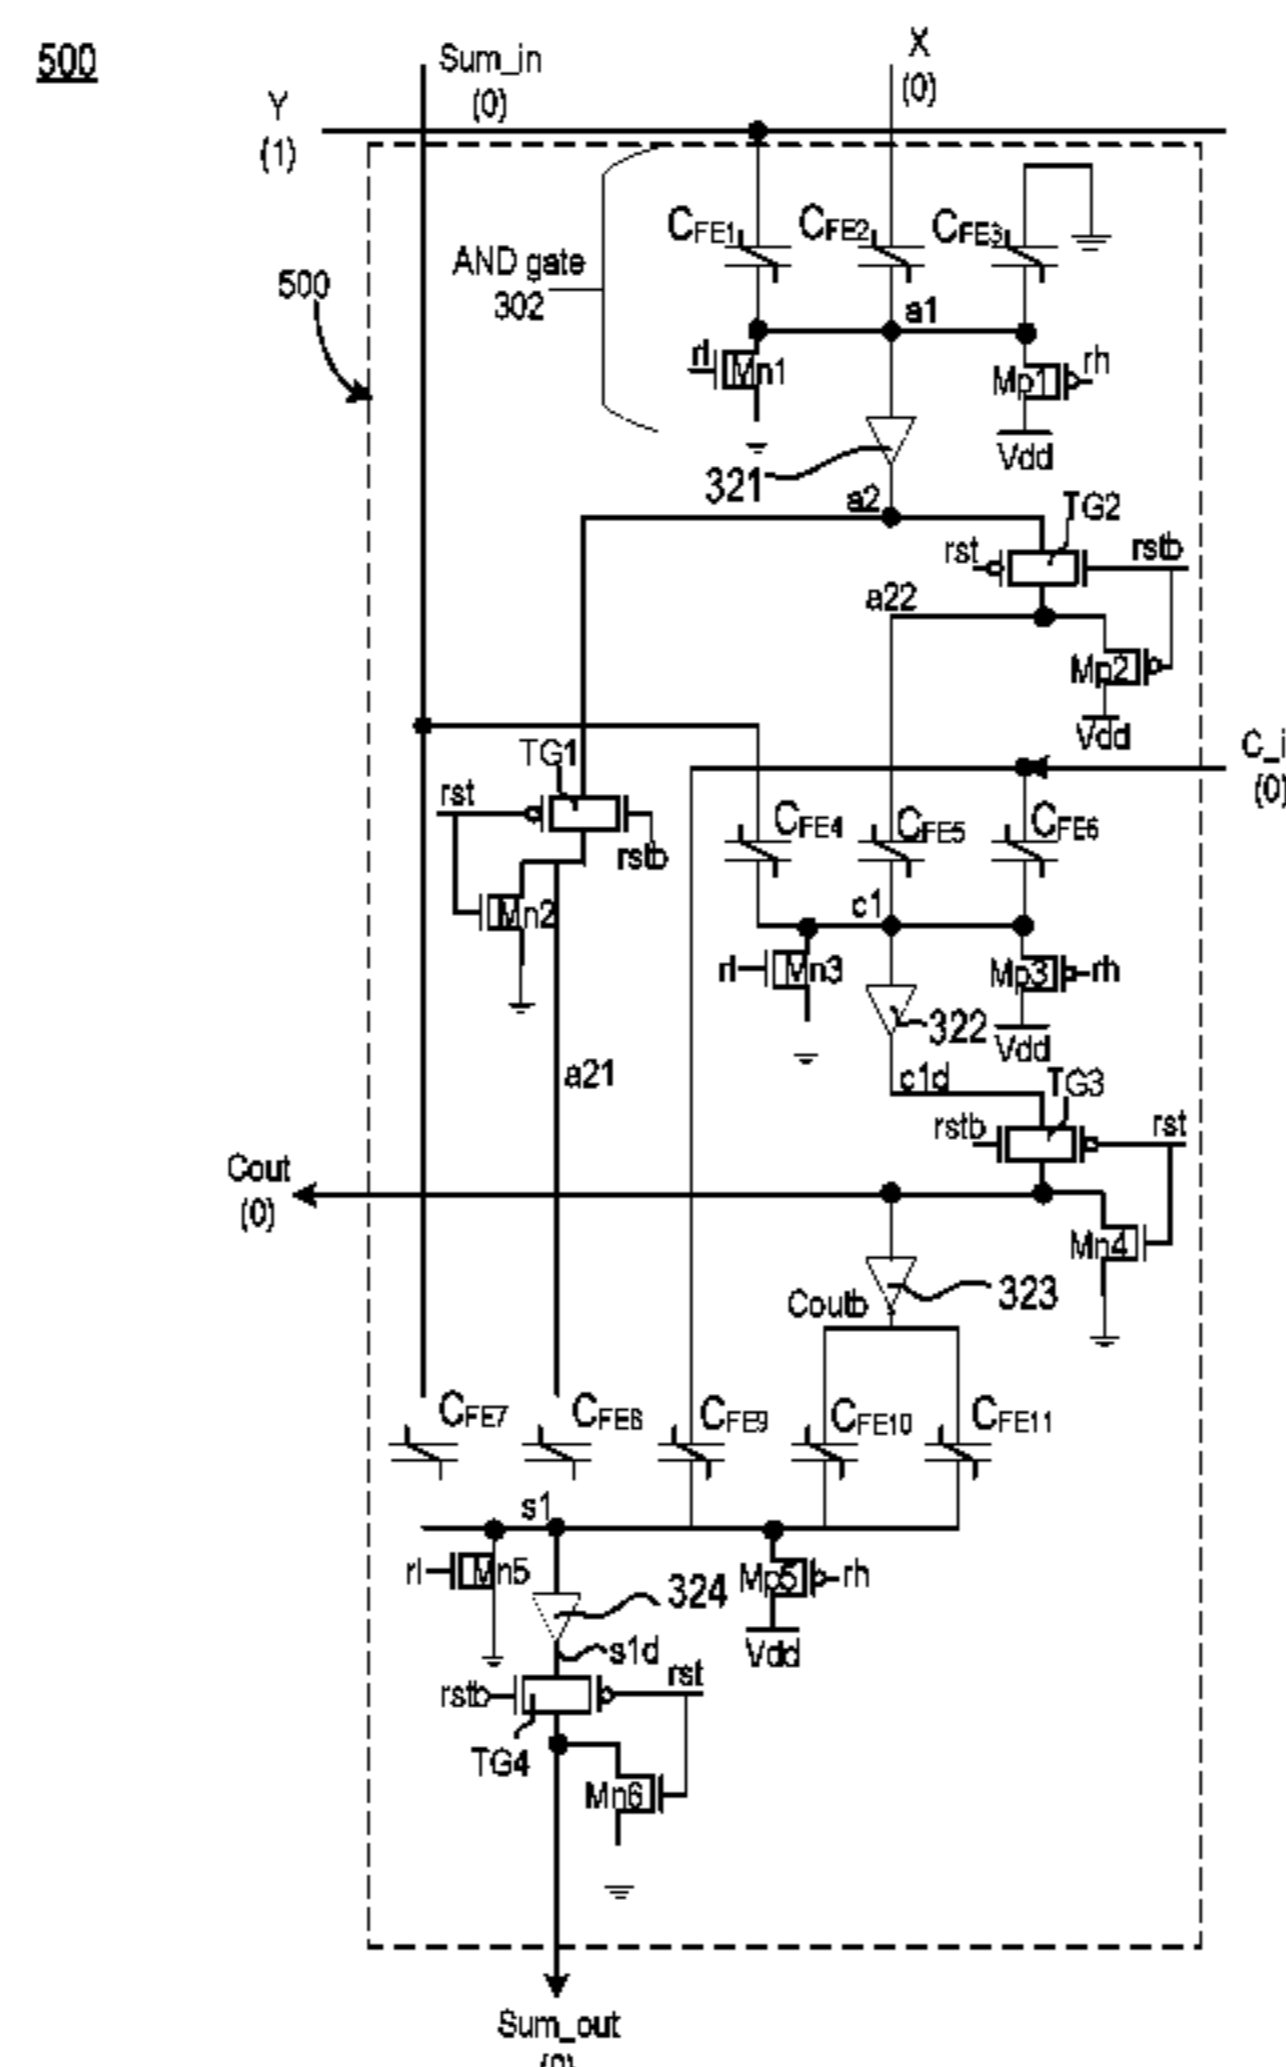 500
Sum_in
(0)
X
(0)
Y
(1)
CFE1
CFE2
CFE3
AND gate
302
500
a1
rl
Mn1
Mp1
rh
Vdd
321
a2
TG2
rst
rstb
a22
Mp2
Vdd
TG1
C_i
(0)
rst
CFE4
CFE5
CFE6
rstb
Mn2
c1
rl
Mn3
Mp3
rh
322
Vdd
a21
c1d
TG3
rstb
rst
Cout
(0)
Mn4
323
Coutb
CFE7
CFE8
CFE9
CFE10
CFE11
s1
rl
Mn5
Mp5
rh
324
s1d
Vdd
rstb
rst
TG4
Mn6
Sum_out